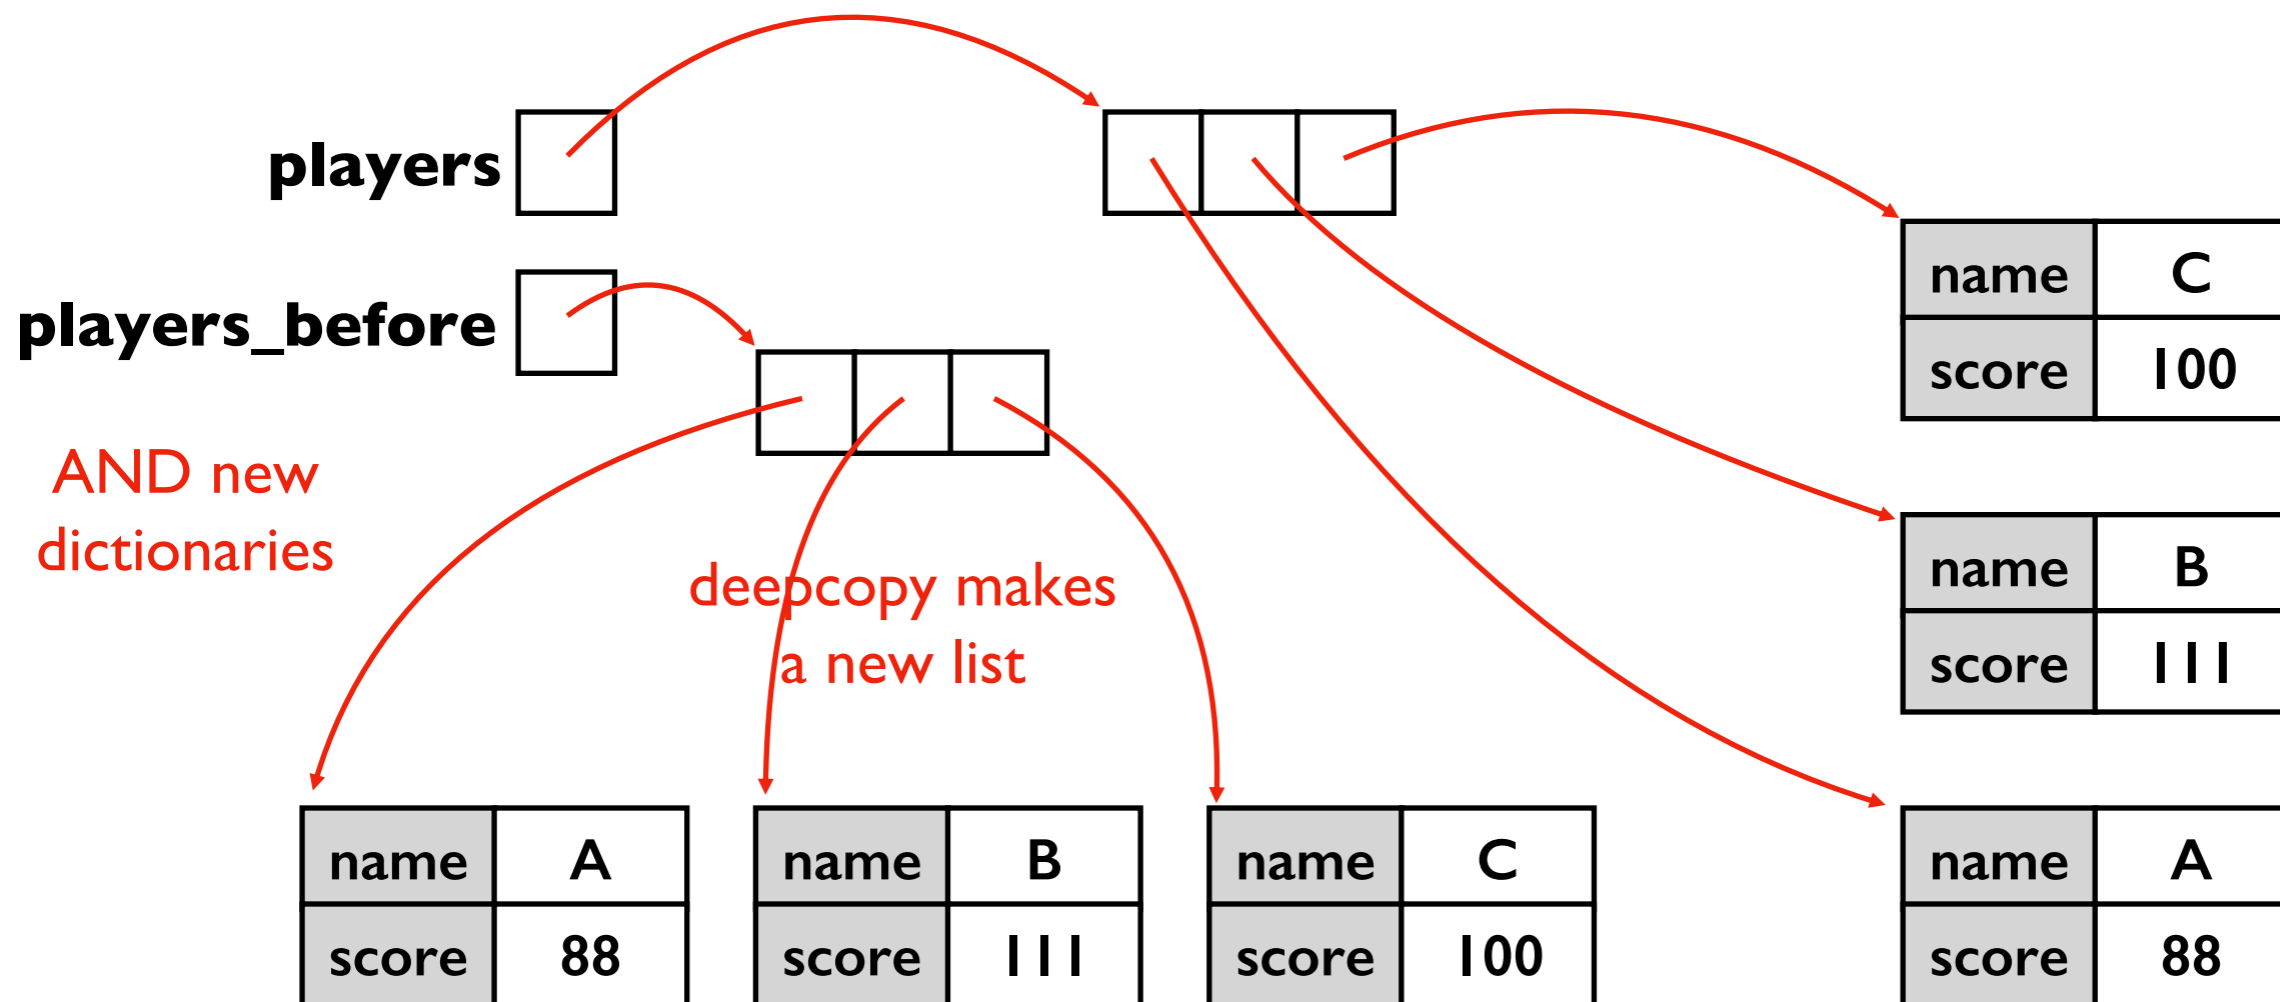 players
players_before
name C
score 100
AND new
dictionaries
deepcopy makes
a new list
name B
score 111
name A
score 88
name B
score 111
name C
score 100
name A
score 88